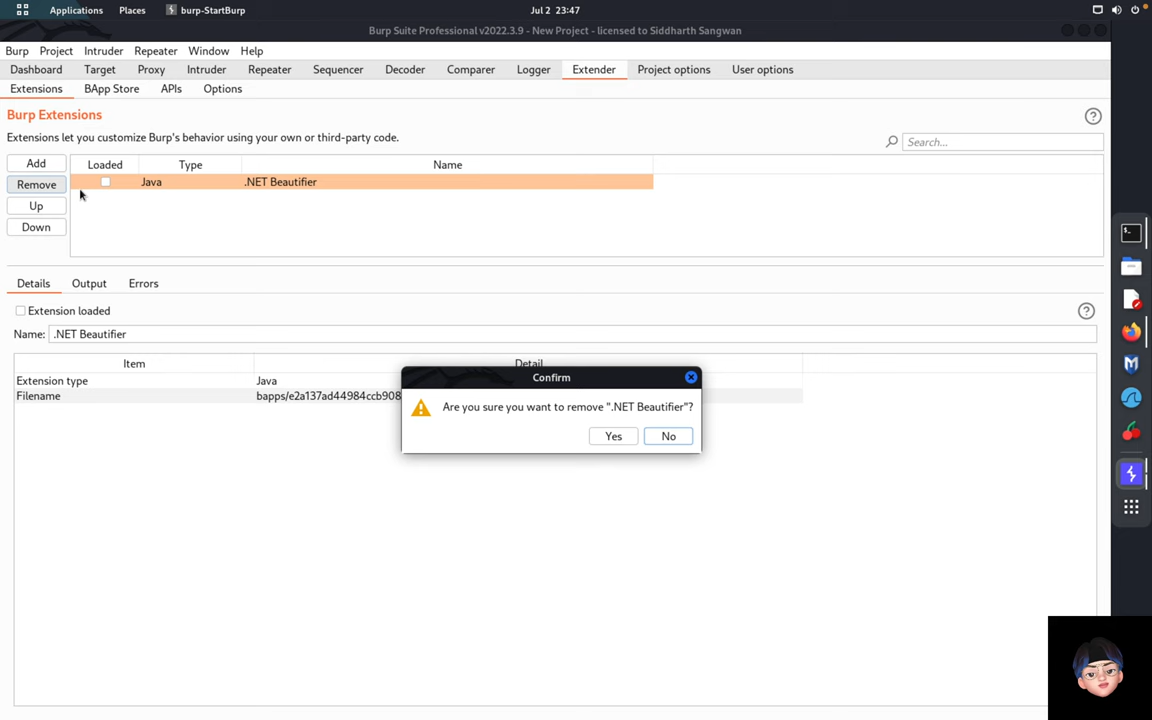 Applications Places burp-StartBurp Jul 2 23:47
Burp Suite Professional v2022.3.9 - New Project - licensed to Siddharth Sangwan
Burp Project Intruder Repeater Window Help
Dashboard Target Proxy Intruder Repeater Sequencer Decoder Comparer Logger Extender Project options User options
Extensions BApp Store APIs Options
Burp Extensions
?
Extensions let you customize Burp's behavior using your own or third-party code.
Search...
Add Loaded Type Name
Remove Java .NET Beautifier
Up
Down
Details Output Errors
Extension loaded
?
Name: .NET Beautifier
Item Detail
Extension type Java
Filename bapps/e2a137ad44984ccb908
Confirm
Are you sure you want to remove ".NET Beautifier"?
Yes No